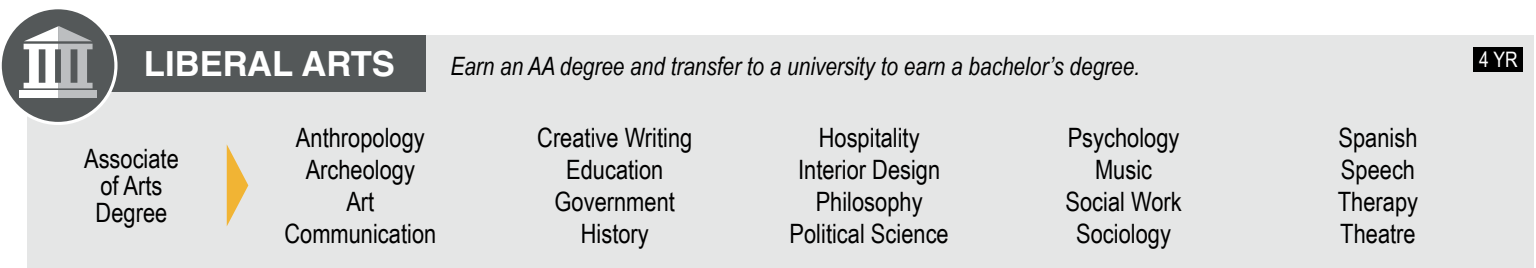 LIBERAL ARTS
Earn an AA degree and transfer to a university to earn a bachelor's degree.
4 YR
Associate
of Arts
Degree
Anthropology
Archeology
Art
Communication
Creative Writing
Education
Government
History
Hospitality
Interior Design
Philosophy
Political Science
Psychology
Music
Social Work
Sociology
Spanish
Speech
Therapy
Theatre